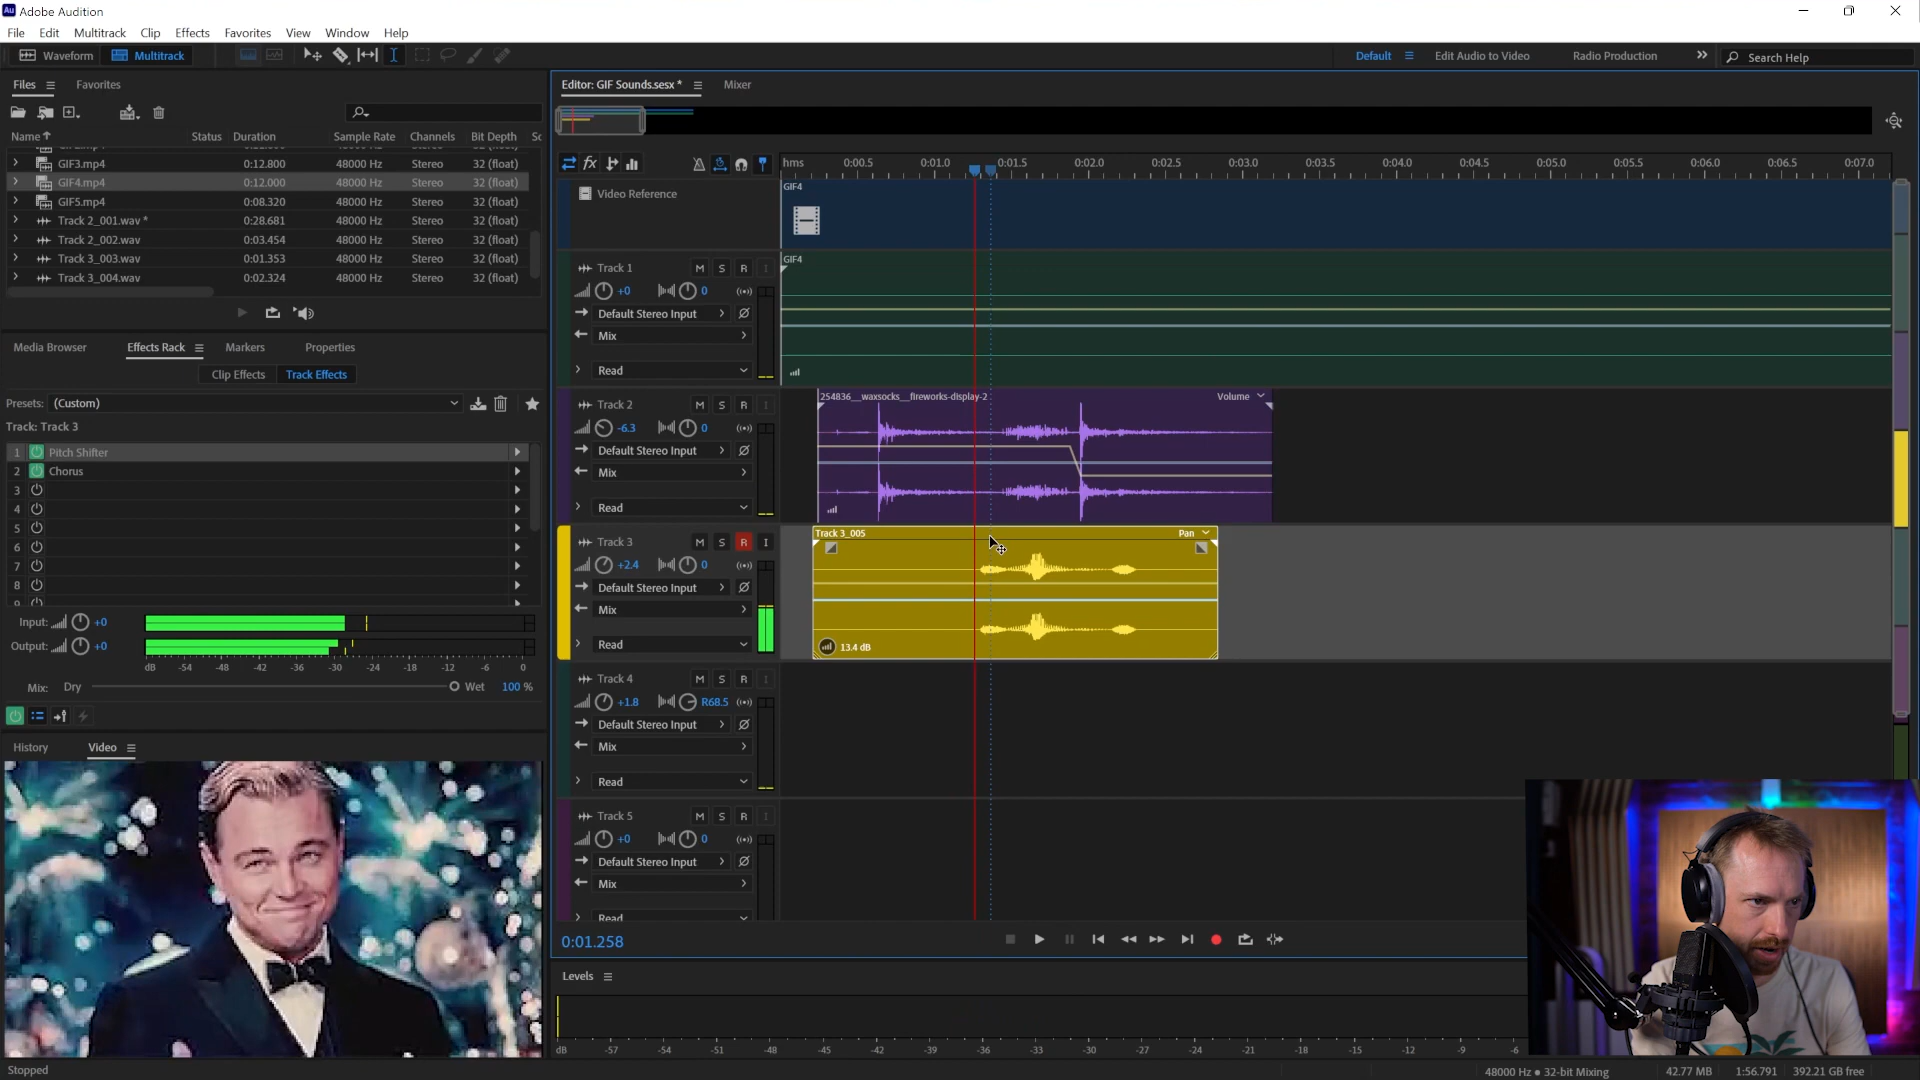 Au Adobe Audition
File Edit Multitrack Clip Effects Favorites View Window Help
Waveform Multitrack Default Edit Audio to Video Radio Production Search Help
Files Favorites
Name Status Duration Sample Rate Channels Bit Depth Sc
GIF3.mp4 0:12.800 48000 Hz Stereo 32 (float)
GIF4.mp4 0:12.000 48000 Hz Stereo 32 (float)
GIF5.mp4 0:08.320 48000 Hz Stereo 32 (float)
Track 2_001.wav * 0:28.681 48000 Hz Stereo 32 (float)
Track 2_002.wav 0:03.454 48000 Hz Stereo 32 (float)
Track 3_003.wav 0:01.353 48000 Hz Stereo 32 (float)
Track 3_004.wav 0:02.324 48000 Hz Stereo 32 (float)
Media Browser Effects Rack Markers Properties
Clip Effects Track Effects
Presets: (Custom)
Track: Track 3
1 Pitch Shifter
2 Chorus
3
4
5
6
7
8
9
Input: +0
Output: +0
dB -54 -48 -42 -36 -30 -24 -18 -12 -6 0
Mix: Dry Wet 100 %
History Video
Editor: GIF Sounds.sesx * Mixer
fx hms 0:00.5 0:01.0 0:01.5 0:02.0 0:02.5 0:03.0 0:03.5 0:04.0 0:04.5 0:05.0 0:05.5 0:06.0 0:06.5 0:07.0
Video Reference
GIF4
Track 1 M S R I
+0 0
Default Stereo Input
Mix
Read
GIF4
Track 2 M S R I
-6.3 0
Default Stereo Input
Mix
Read
254836__waxsocks__fireworks-display-2 Volume
Track 3 M S R I
+2.4 0
Default Stereo Input
Mix
Read
Track 3_005 Pan
13.4 dB
Track 4 M S R I
+1.8 R68.5
Default Stereo Input
Mix
Read
Track 5 M S R I
+0 0
Default Stereo Input
Mix
Read
0:01.258
Levels
dB -57 -54 -51 -48 -45 -42 -39 -36 -33 -30 -27 -24 -21 -18 -15 -12 -9 -6
Stopped 48000 Hz ● 32-bit Mixing 42.77 MB 1:56.791 392.21 GB free